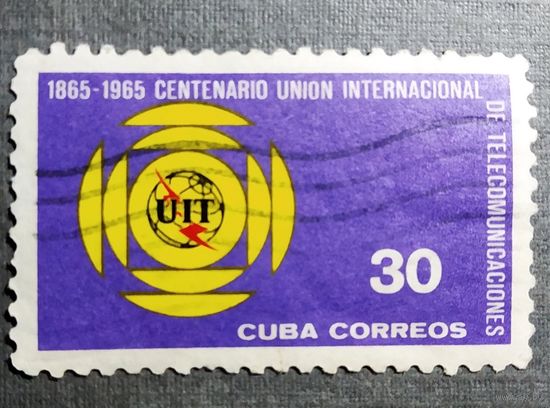 1865-1965 CENTENARIO UNION INTERNACIONAL
DE TELECOMUNICACIONES
UIT
30
CUBA CORREOS